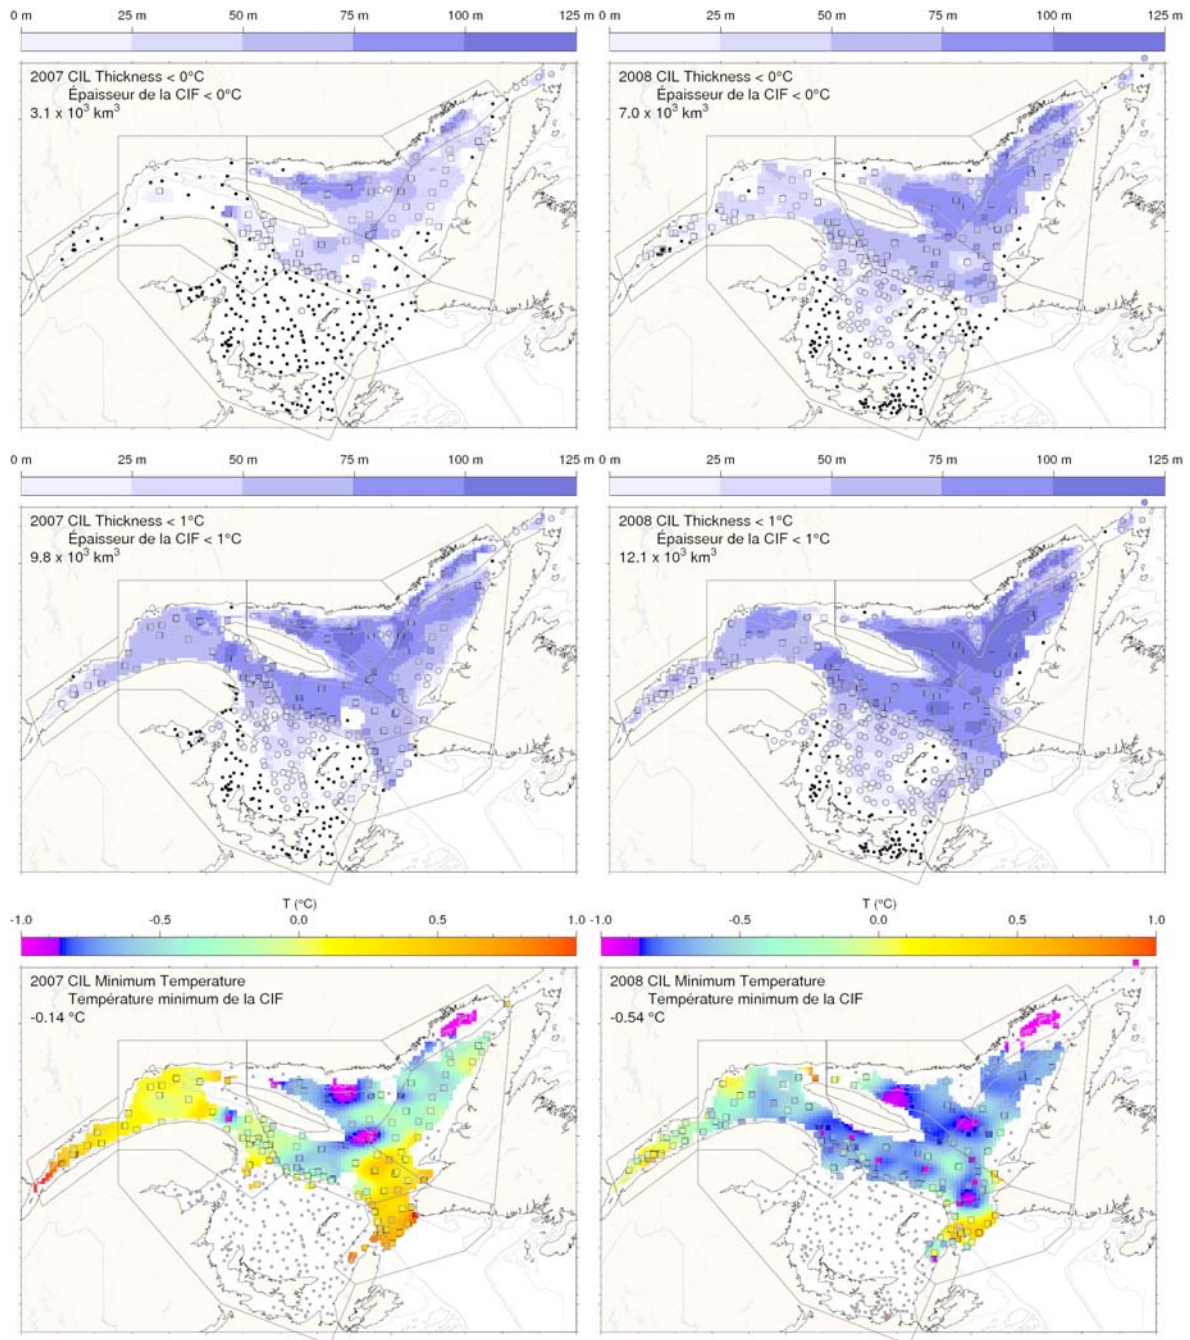 0 m 25 m 50 m 75 m 100 m 125 m
0 m 25 m 50 m 75 m 100 m 125 m
2007 CIL Thickness < 0°C
Épaisseur de la CIF < 0°C
3.1 x 10³ km³
2008 CIL Thickness < 0°C
Épaisseur de la CIF < 0°C
7.0 x 10³ km³
0 m 25 m 50 m 75 m 100 m 125 m
0 m 25 m 50 m 75 m 100 m 125 m
2007 CIL Thickness < 1°C
Épaisseur de la CIF < 1°C
9.8 x 10³ km³
2008 CIL Thickness < 1°C
Épaisseur de la CIF < 1°C
12.1 x 10³ km³
T (°C)
-1.0 -0.5 0.0 0.5 1.0
T (°C)
-1.0 -0.5 0.0 0.5 1.0
2007 CIL Minimum Temperature
Température minimum de la CIF
-0.14 °C
2008 CIL Minimum Temperature
Température minimum de la CIF
-0.54 °C